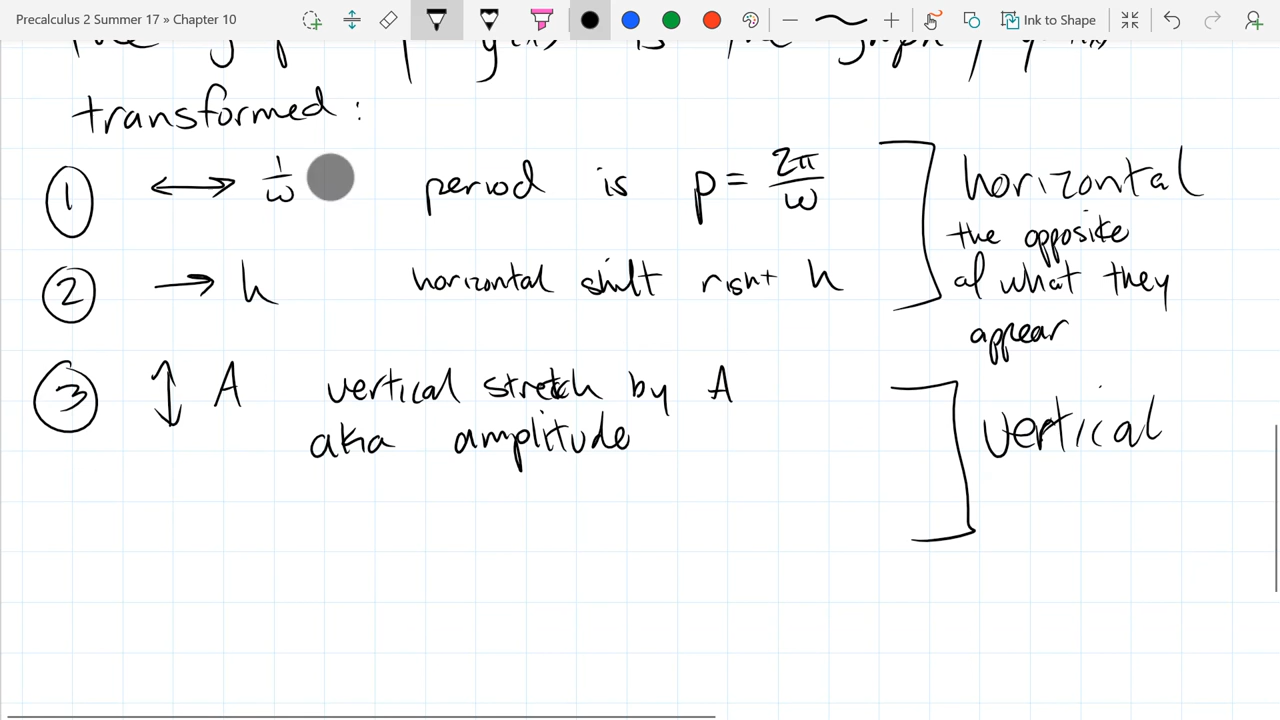 Precalculus 2 Summer 17 » Chapter 10
Ink to Shape
is
transformed:
① ↔ 1/ω period is p = 2π/ω
② → h horizontal shift right h
③ ↕ A vertical stretch by A
aka amplitude
horizontal
the opposite
of what they
appear
vertical